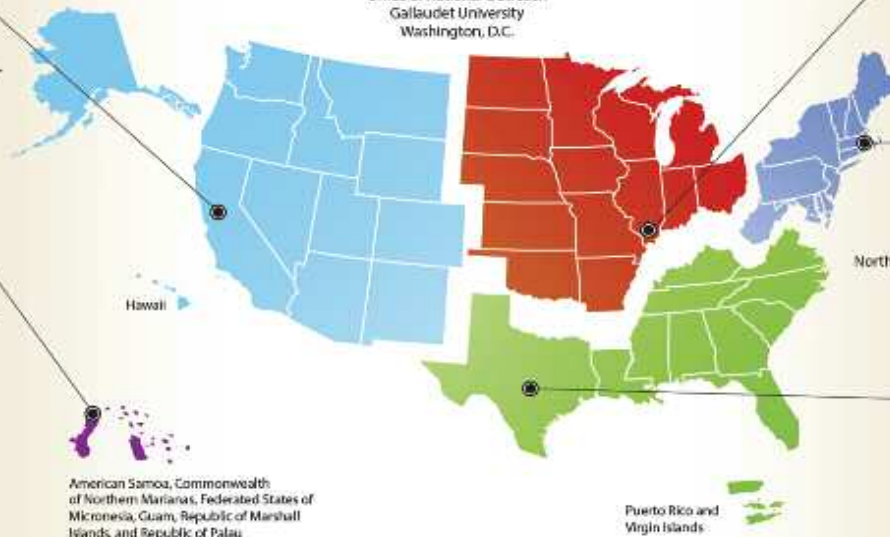 Gallaudet University
Washington, D.C.
North
Hawaii
American Samoa, Commonwealth
of Northern Marianas, Federated States of
Micronesia, Guam, Republic of Marshall
Islands, and Republic of Palau
Puerto Rico and
Virgin Islands